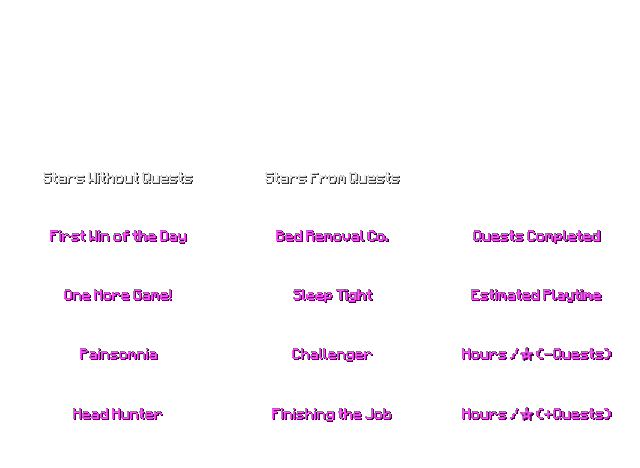 Stars Without Quests Stars From Quests
First Win of the Day Bed Removal Co. Quests Completed
One More Game! Sleep Tight Estimated Playtime
Painsomnia Challenger Hours /★ (-Quests)
Head Hunter Finishing the Job Hours /★ (+Quests)